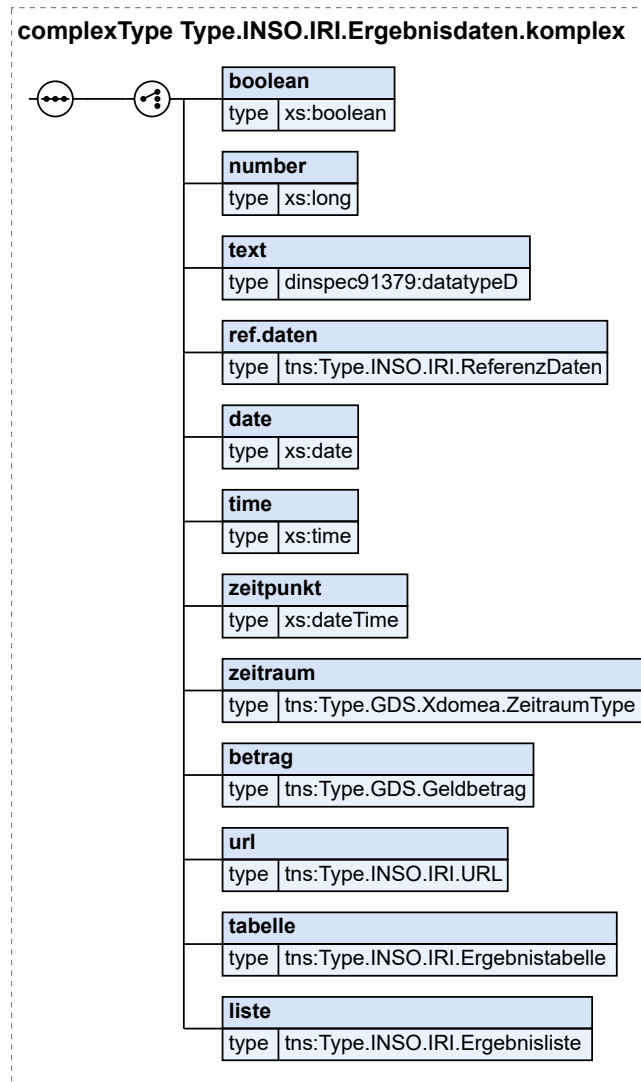 complexType Type.INSO.IRI.Ergebnisdaten.komplex
boolean
type xs:boolean
number
type xs:long
text
type dinspec91379:datatypeD
ref.daten
type tns:Type.INSO.IRI.ReferenzDaten
date
type xs:date
time
type xs:time
zeitpunkt
type xs:dateTime
zeitraum
type tns:Type.GDS.Xdomea.ZeitraumType
betrag
type tns:Type.GDS.Geldbetrag
url
type tns:Type.INSO.IRI.URL
tabelle
type tns:Type.INSO.IRI.Ergebnistabelle
liste
type tns:Type.INSO.IRI.Ergebnisliste